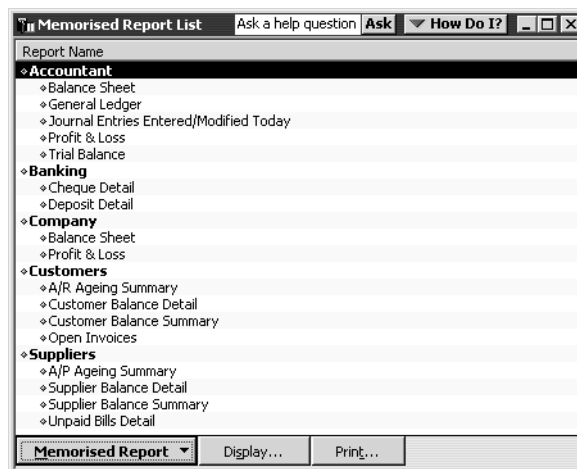 Memorised Report List Ask a help question Ask How Do I?
Report Name
Accountant
Balance Sheet
General Ledger
Journal Entries Entered/Modified Today
Profit & Loss
Trial Balance
Banking
Cheque Detail
Deposit Detail
Company
Balance Sheet
Profit & Loss
Customers
A/R Ageing Summary
Customer Balance Detail
Customer Balance Summary
Open Invoices
Suppliers
A/P Ageing Summary
Supplier Balance Detail
Supplier Balance Summary
Unpaid Bills Detail
Memorised Report Display... Print...